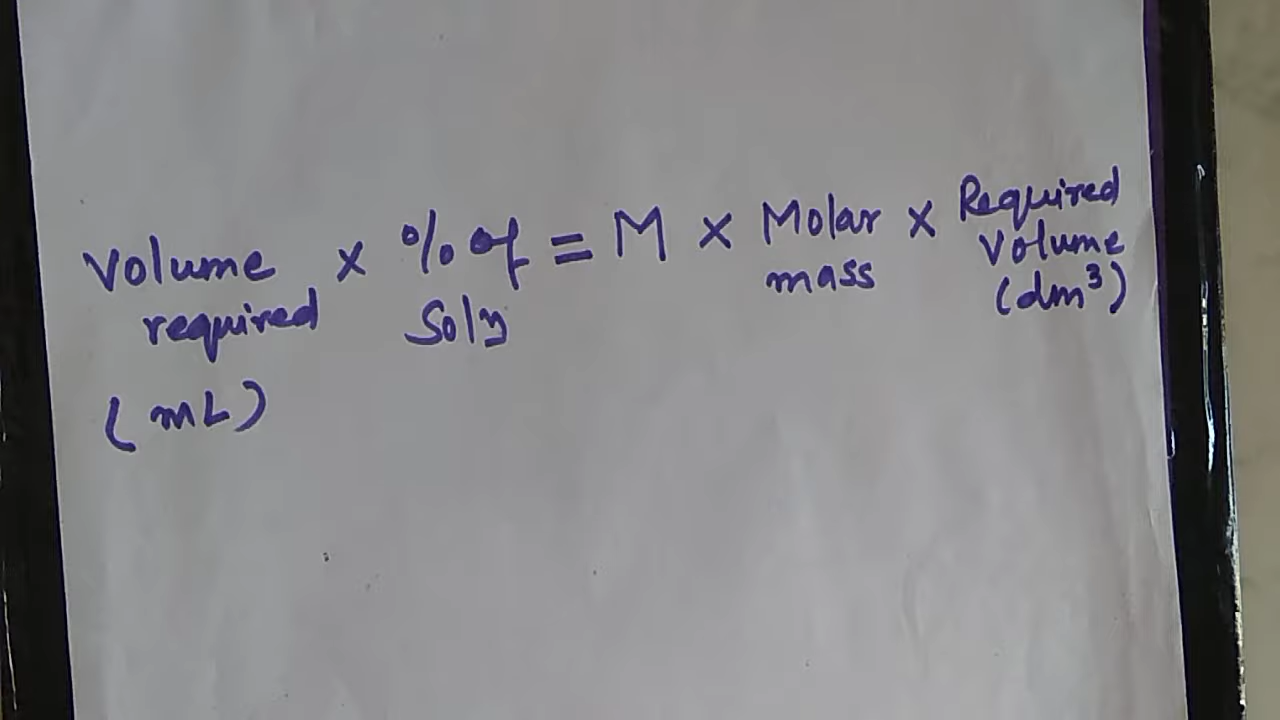 Volume × % of = M × Molar × Required
required Soln mass Volume
(mL) (dm³)